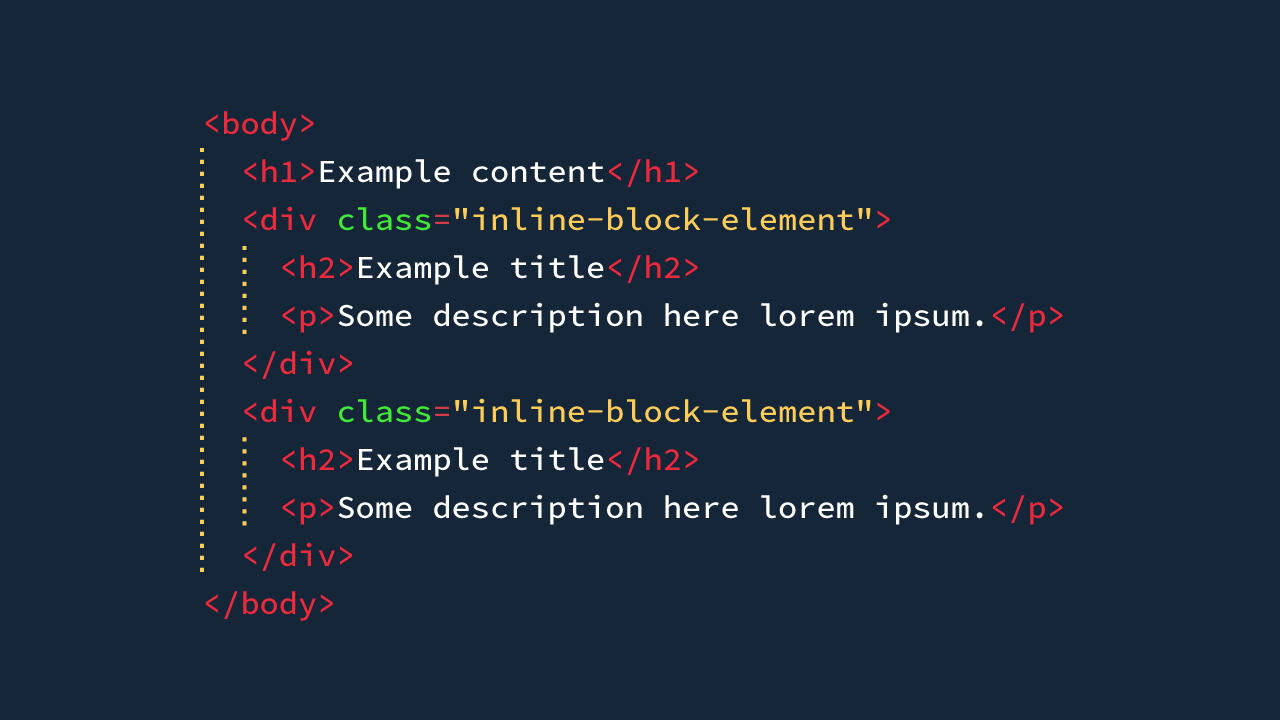 <body>
<h1>Example content</h1>
<div class="inline-block-element">
<h2>Example title</h2>
<p>Some description here lorem ipsum.</p>
</div>
<div class="inline-block-element">
<h2>Example title</h2>
<p>Some description here lorem ipsum.</p>
</div>
</body>